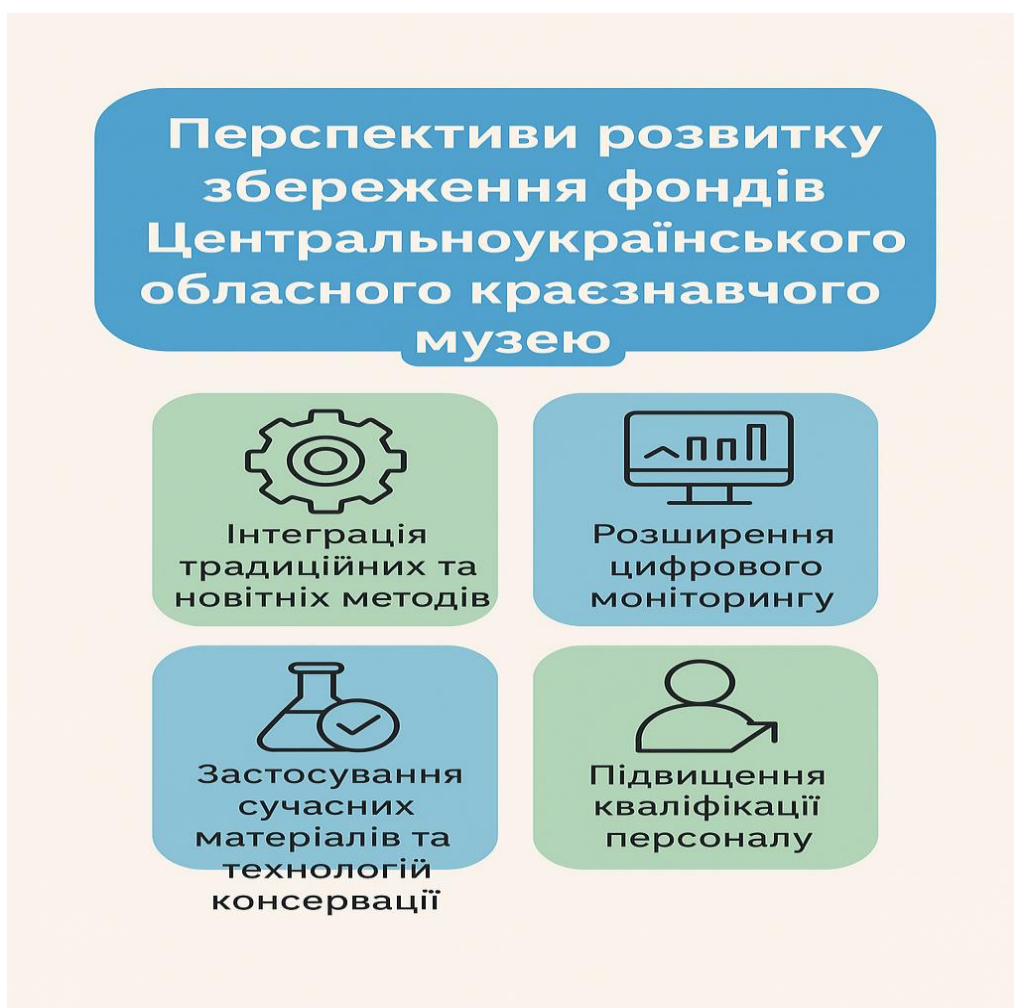 Перспективи розвитку
збереження фондів
Центральноукраїнського
обласного краєзнавчого
музею
Інтеграція
традиційних та
новітніх методів
Розширення
цифрового
моніторингу
Застосування
сучасних
матеріалів та
технологій
консервації
Підвищення
кваліфікації
персоналу